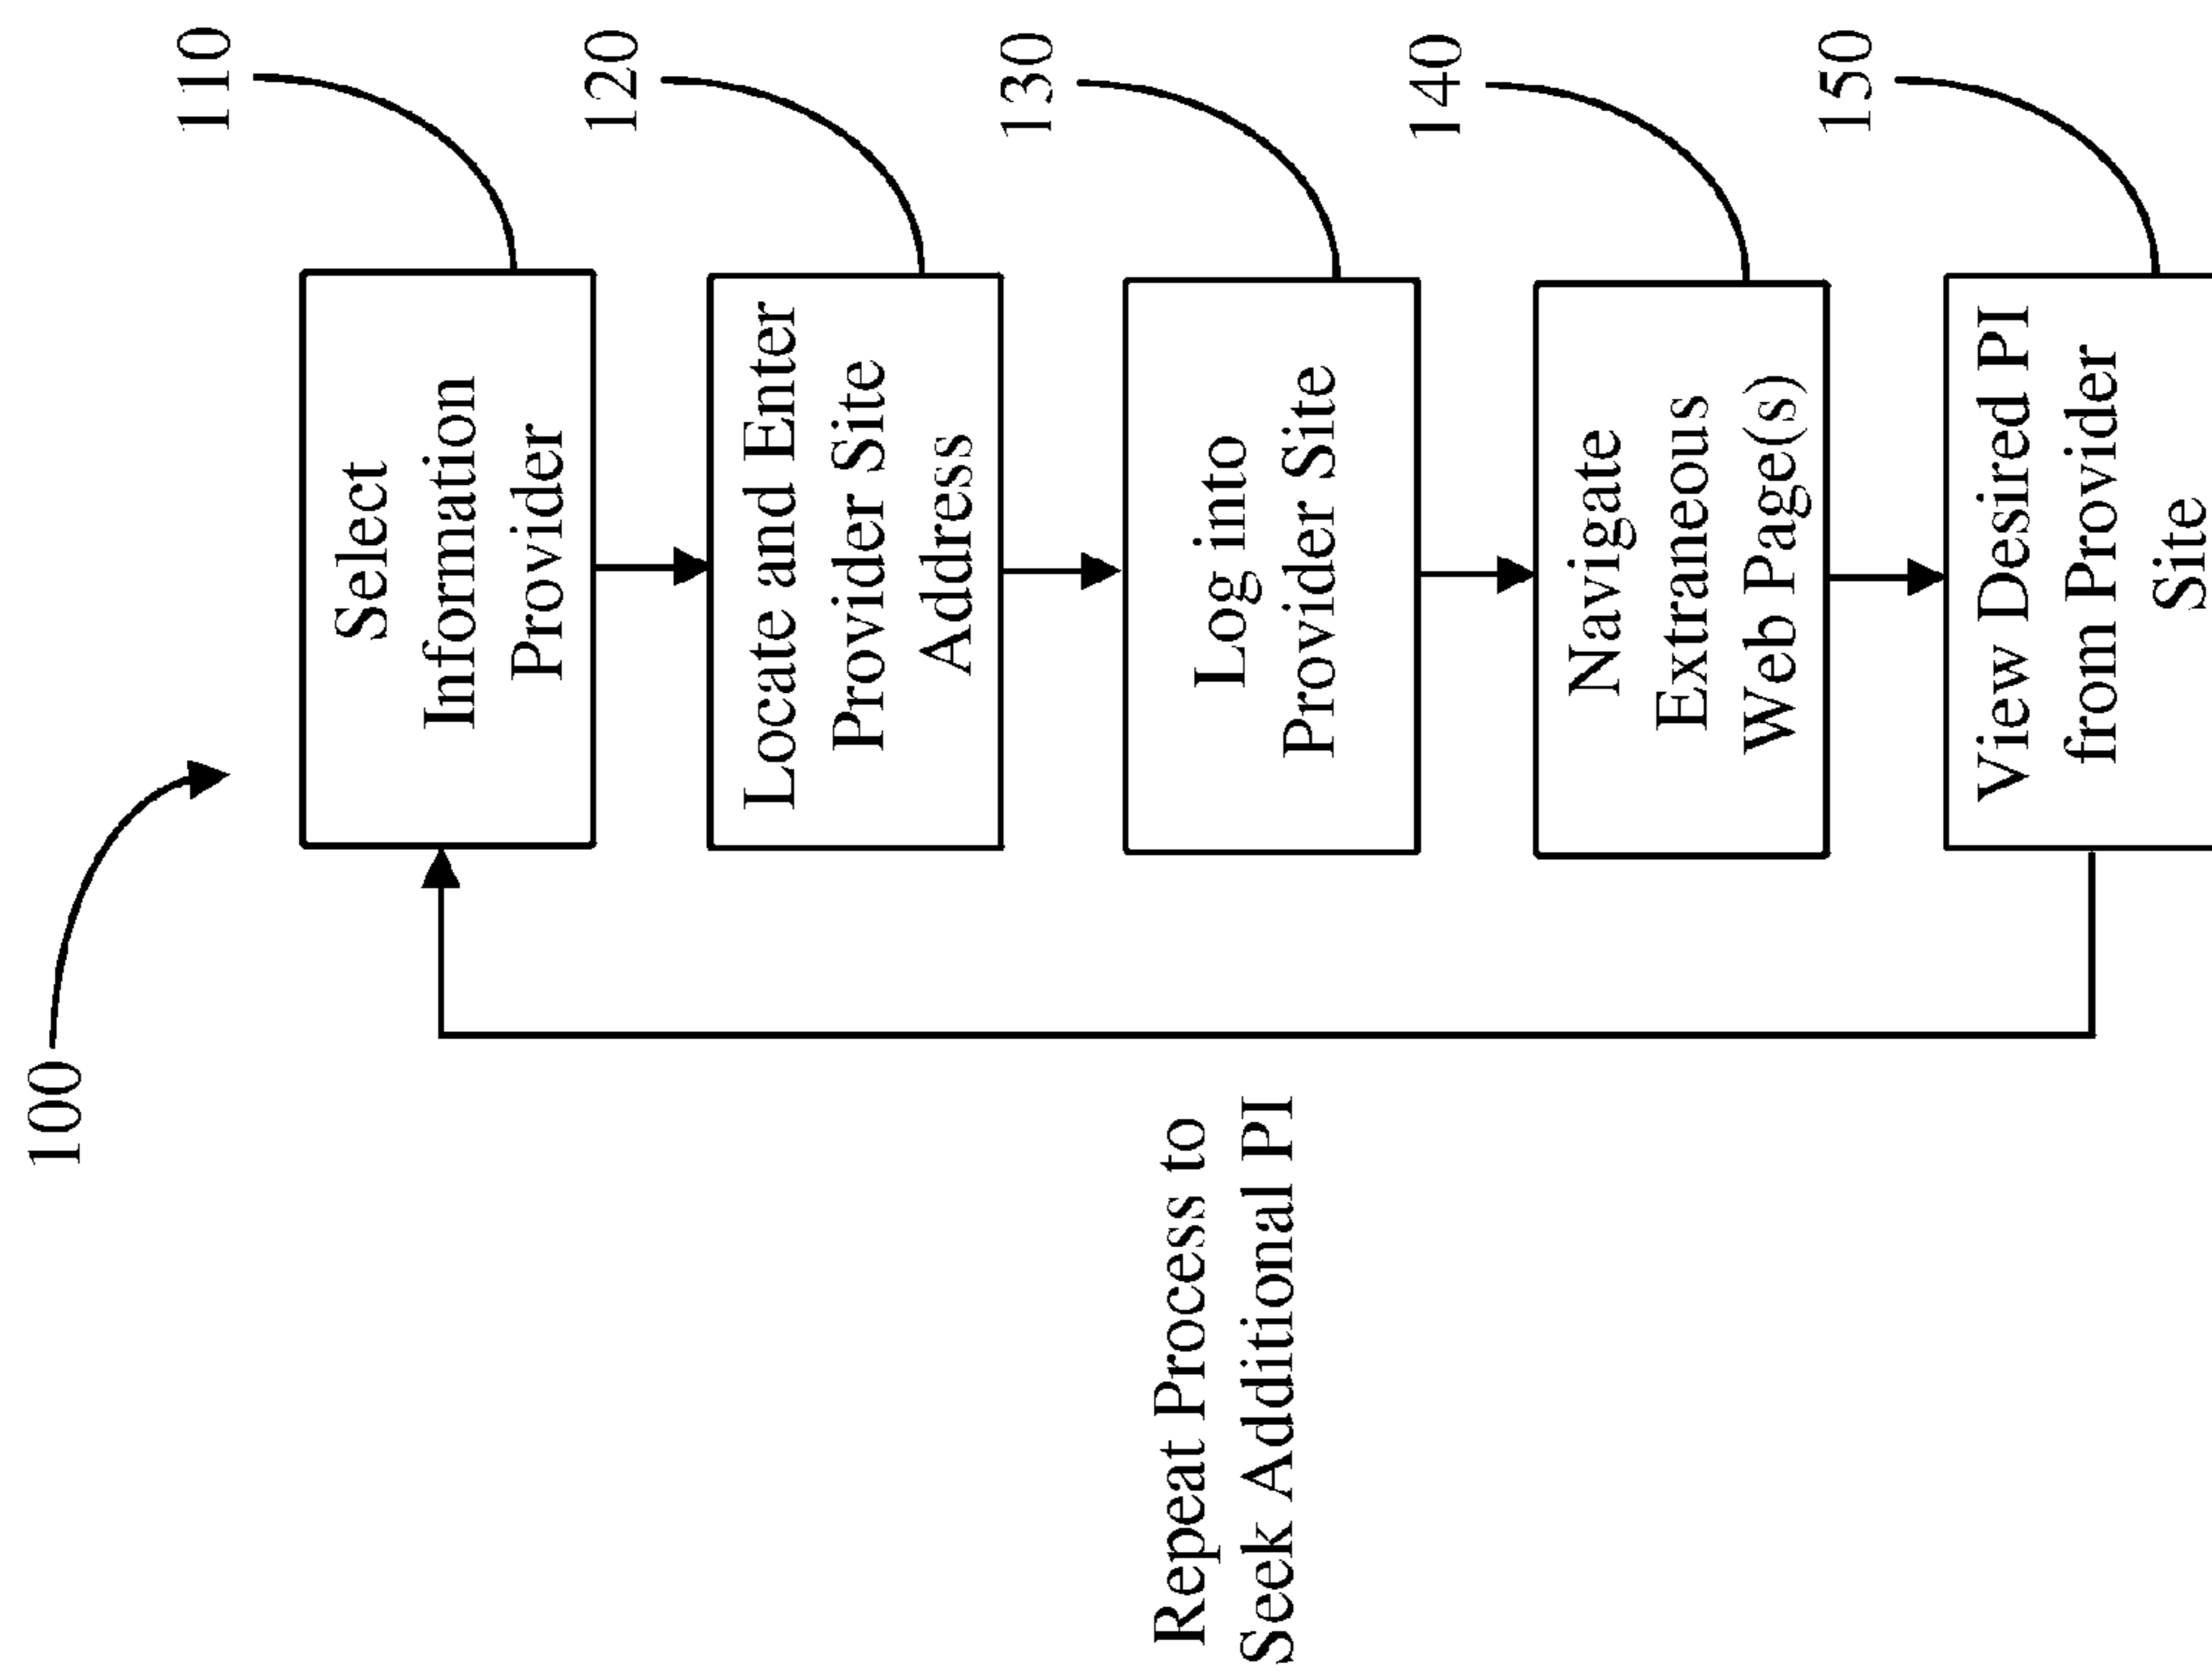 100
110
Select
Information
Provider
120
Locate and Enter
Provider Site
Address
130
Log into
Provider Site
140
Navigate
Extraneous
Web Page(s)
150
View Desired PI
from Provider
Site
Repeat Process to
Seek Additional PI